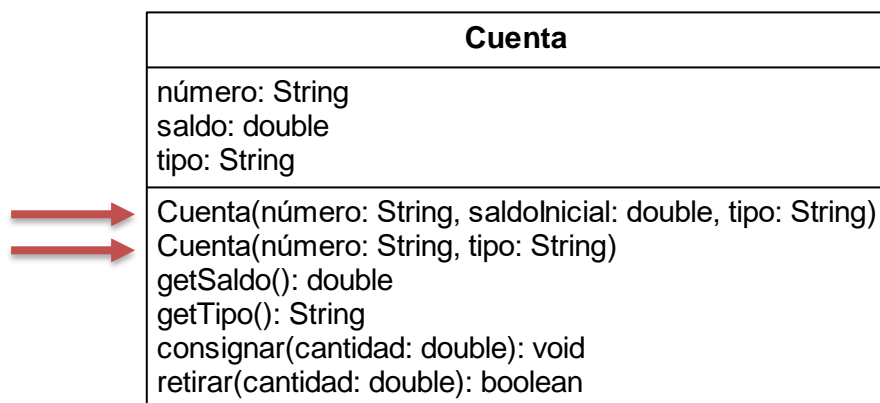 Cuenta
número: String
saldo: double
tipo: String
Cuenta(número: String, saldoInicial: double, tipo: String)
Cuenta(número: String, tipo: String)
getSaldo(): double
getTipo(): String
consignar(cantidad: double): void
retirar(cantidad: double): boolean